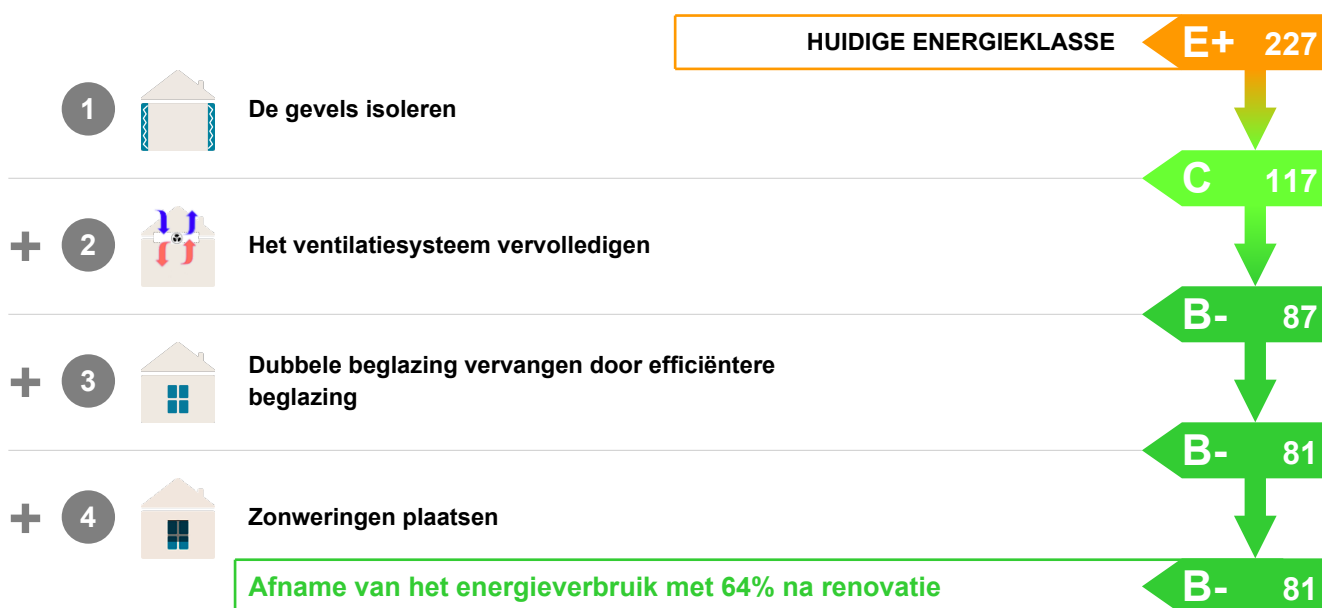 HUIDIGE ENERGIEKLASSE E+ 227
1 De gevels isoleren
C 117
+ 2 Het ventilatiesysteem vervolledigen
B- 87
+ 3 Dubbele beglazing vervangen door efficiëntere
beglazing
B- 81
+ 4 Zonweringen plaatsen
Afname van het energieverbruik met 64% na renovatie B- 81